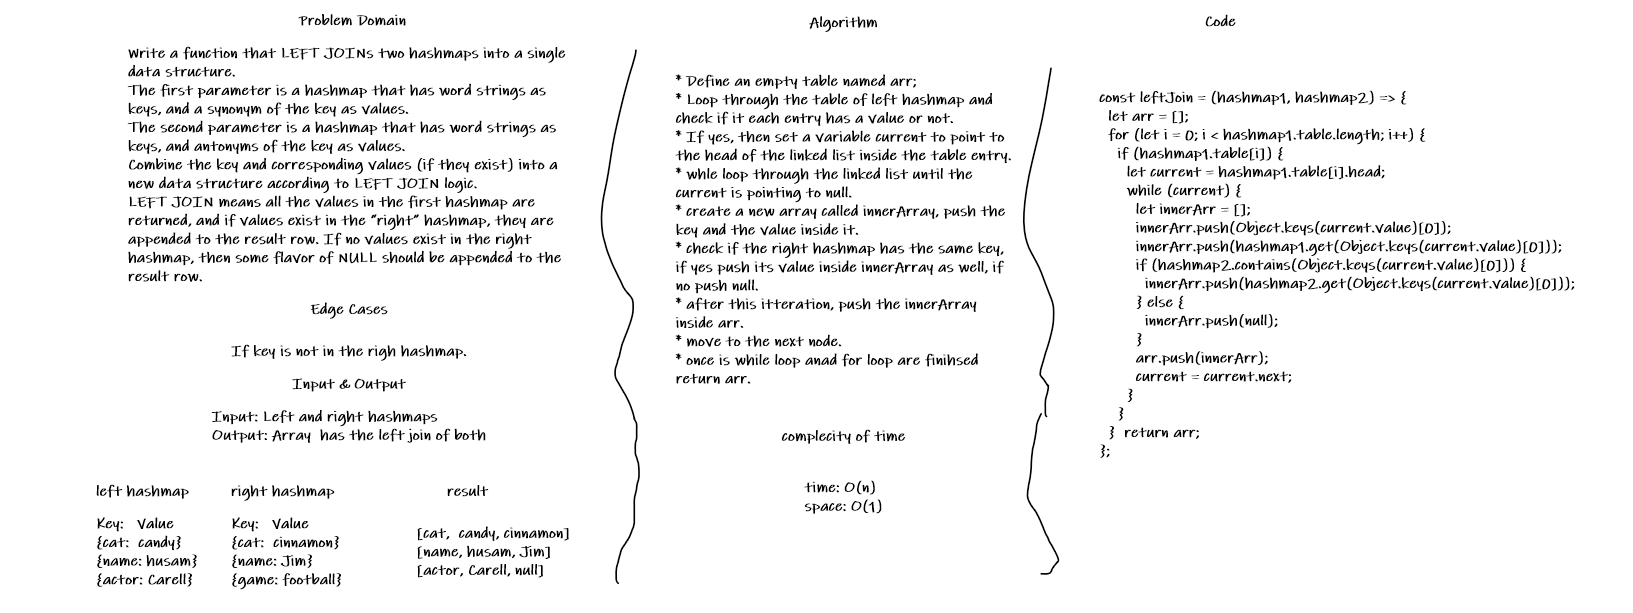 Problem Domain
Write a function that LEFT JOINs two hashmaps into a single
data structure.
The first parameter is a hashmap that has word strings as
keys, and a synonym of the key as values.
The second parameter is a hashmap that has word strings as
keys, and antonyms of the key as values.
Combine the key and corresponding values (if they exist) into a
new data structure according to LEFT JOIN logic.
LEFT JOIN means all the values in the first hashmap are
returned, and if values exist in the "right" hashmap, they are
appended to the result row. If no values exist in the right
hashmap, then some flavor of NULL should be appended to the
result row.
Edge Cases
If key is not in the righ hashmap.
Input & Output
Input: Left and right hashmaps
Output: Array has the left join of both
left hashmap
Key: Value
{cat: candy}
{name: husam}
{actor: Carell}
right hashmap
Key: Value
{cat: cinnamon}
{name: Jim}
{game: football}
result
[cat, candy, cinnamon]
[name, husam, Jim]
[actor, Carell, null]
Algorithm
* Define an empty table named arr;
* Loop through the table of left hashmap and
check if it each entry has a value or not.
* If yes, then set a variable current to point to
the head of the linked list inside the table entry.
* whle loop through the linked list until the
current is pointing to null.
* create a new array called innerArray, push the
key and the value inside it.
* check if the right hashmap has the same key,
if yes push its value inside innerArray as well, if
no push null.
* after this itteration, push the innerArray
inside arr.
* move to the next node.
* once is while loop anad for loop are finihsed
return arr.
complecity of time
time: O(n)
space: O(1)
Code
const leftJoin = (hashmap1, hashmap2) => {
let arr = [];
for (let i = 0; i < hashmap1.table.length; i++) {
if (hashmap1.table[i]) {
let current = hashmap1.table[i].head;
while (current) {
let innerArr = [];
innerArr.push(Object.keys(current.value)[0]);
innerArr.push(hashmap1.get(Object.keys(current.value)[0]));
if (hashmap2.contains(Object.keys(current.value)[0])) {
innerArr.push(hashmap2.get(Object.keys(current.value)[0]));
} else {
innerArr.push(null);
}
arr.push(innerArr);
current = current.next;
}
}
} return arr;
};